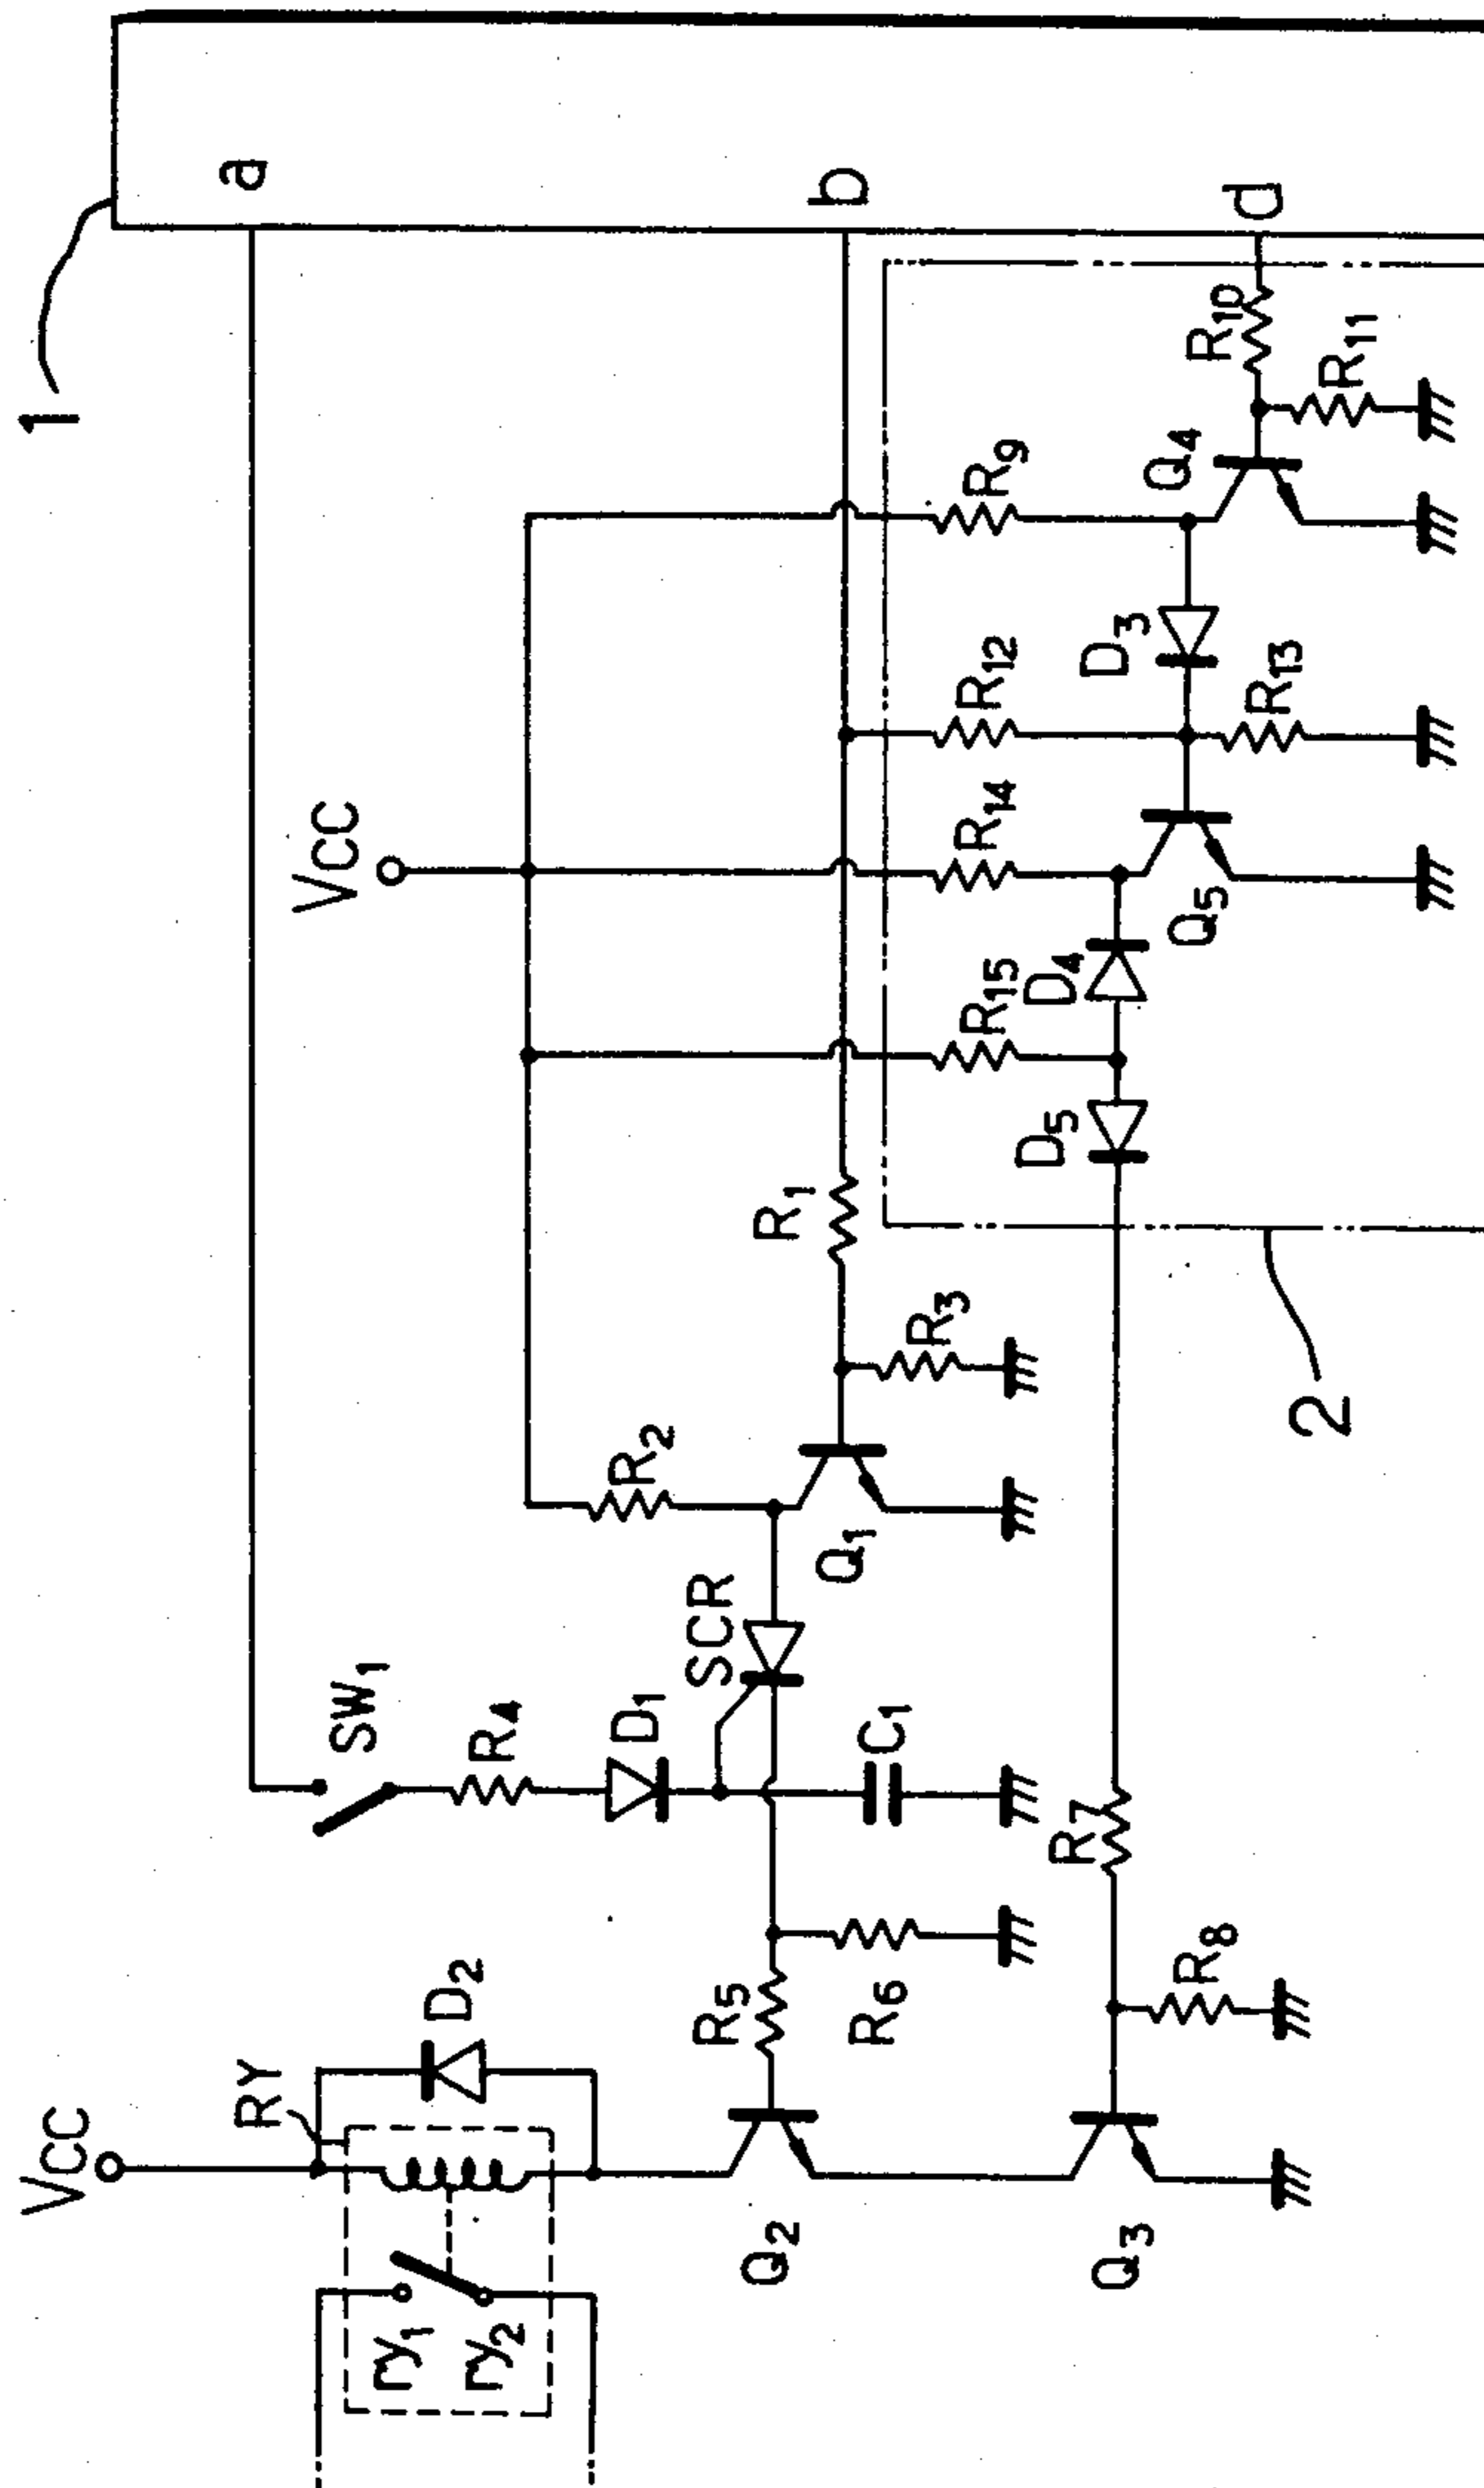 1
a
b
d
VCC
R10
R11
R9
Q4
D3
R12
R13
R14
Q5
D4
R15
D5
R1
R3
2
R2
Q1
SCR
SW1
R4
D1
C1
R7
R8
R5
R6
D2
RY
VCC
Q2
Q3
ry1
ry2